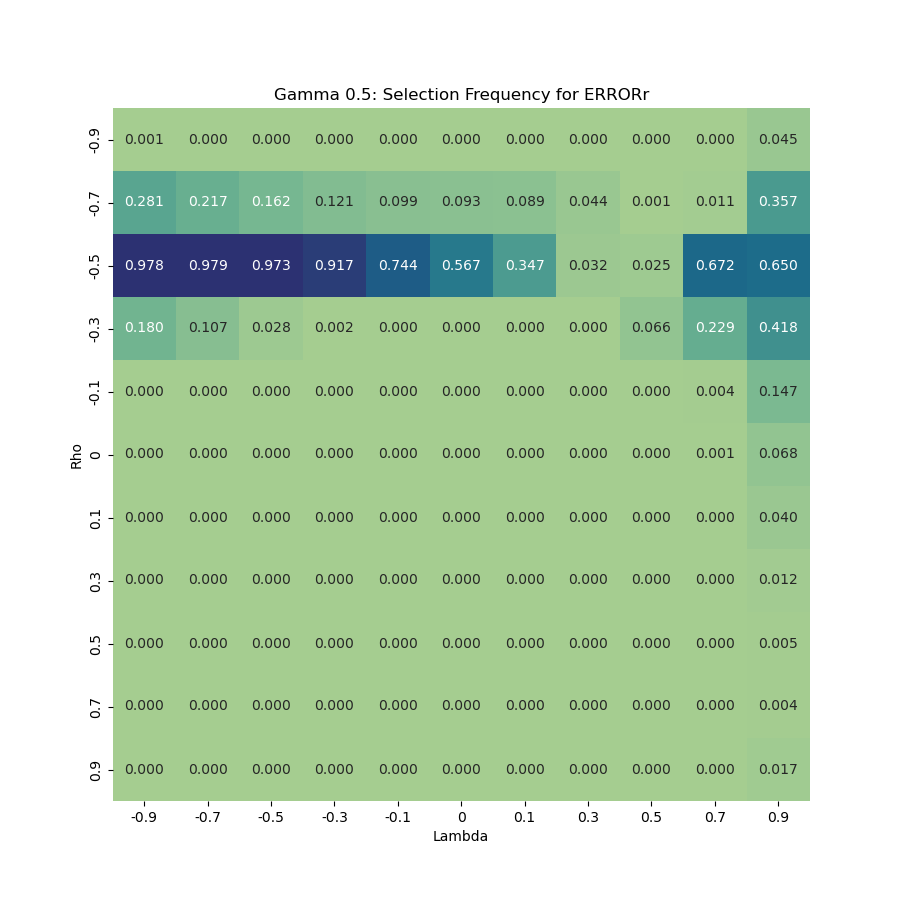 Gamma 0.5: Selection Frequency for ERRORr
-0.9 0.001 0.000 0.000 0.000 0.000 0.000 0.000 0.000 0.000 0.000 0.045
-0.7 0.281 0.217 0.162 0.121 0.099 0.093 0.089 0.044 0.001 0.011 0.357
-0.5 0.978 0.979 0.973 0.917 0.744 0.567 0.347 0.032 0.025 0.672 0.650
-0.3 0.180 0.107 0.028 0.002 0.000 0.000 0.000 0.000 0.066 0.229 0.418
-0.1 0.000 0.000 0.000 0.000 0.000 0.000 0.000 0.000 0.000 0.004 0.147
Rho
0 0.000 0.000 0.000 0.000 0.000 0.000 0.000 0.000 0.000 0.001 0.068
0.1 0.000 0.000 0.000 0.000 0.000 0.000 0.000 0.000 0.000 0.000 0.040
0.3 0.000 0.000 0.000 0.000 0.000 0.000 0.000 0.000 0.000 0.000 0.012
0.5 0.000 0.000 0.000 0.000 0.000 0.000 0.000 0.000 0.000 0.000 0.005
0.7 0.000 0.000 0.000 0.000 0.000 0.000 0.000 0.000 0.000 0.000 0.004
0.9 0.000 0.000 0.000 0.000 0.000 0.000 0.000 0.000 0.000 0.000 0.017
-0.9 -0.7 -0.5 -0.3 -0.1 0 0.1 0.3 0.5 0.7 0.9
Lambda